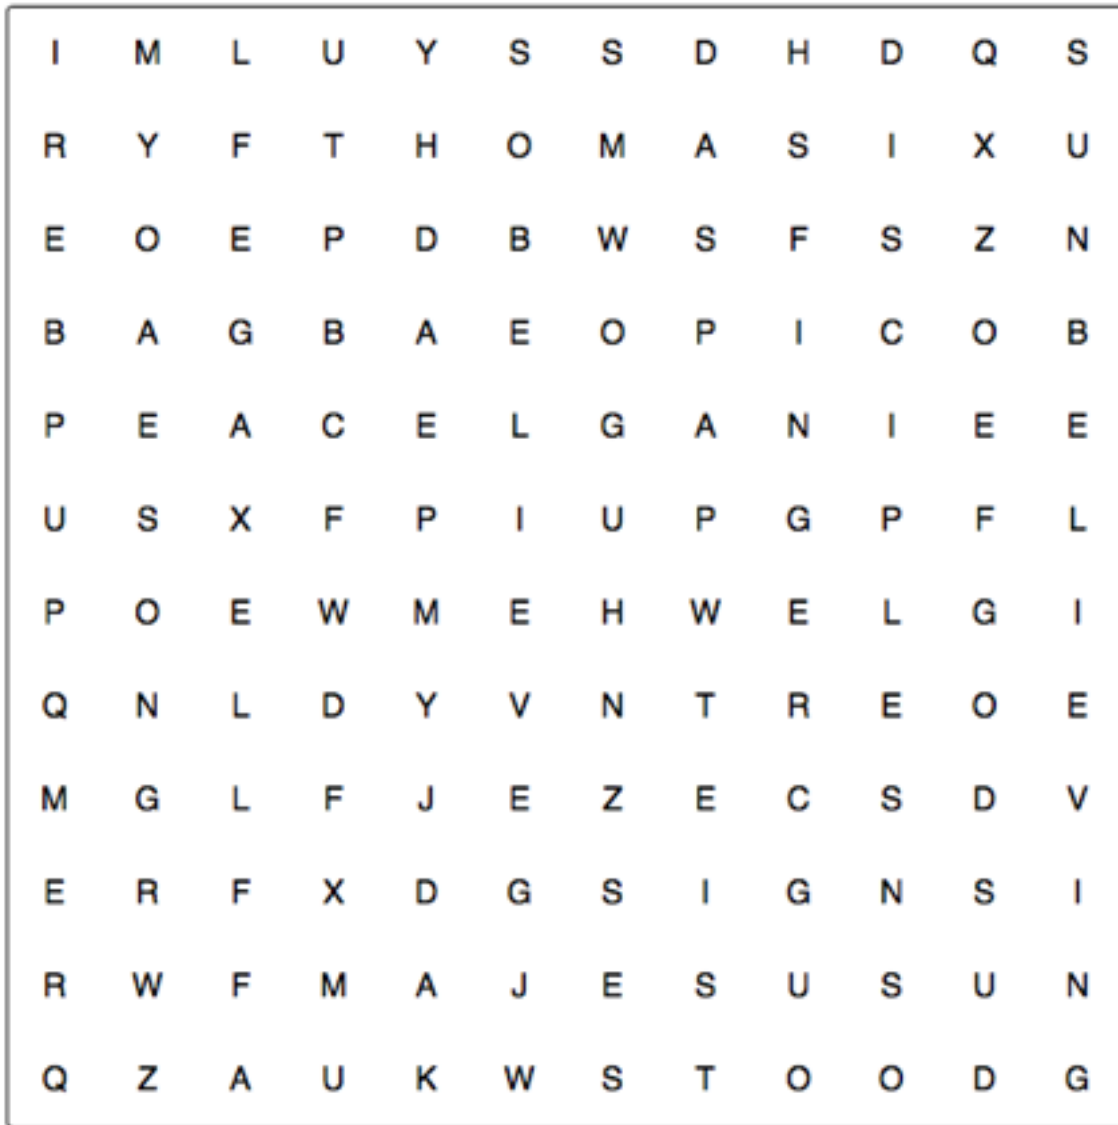 I M L U Y S S D H D Q S
R Y F T H O M A S I X U
E O E P D B W S F S Z N
B A G B A E O P I C O B
P E A C E L G A N I E E
U S X F P I U P G P F L
P O E W M E H W E L G I
Q N L D Y V N T R E O E
M G L F J E Z E C S D V
E R F X D G S I G N S I
R W F M A J E S U S U N
Q Z A U K W S T O O D G